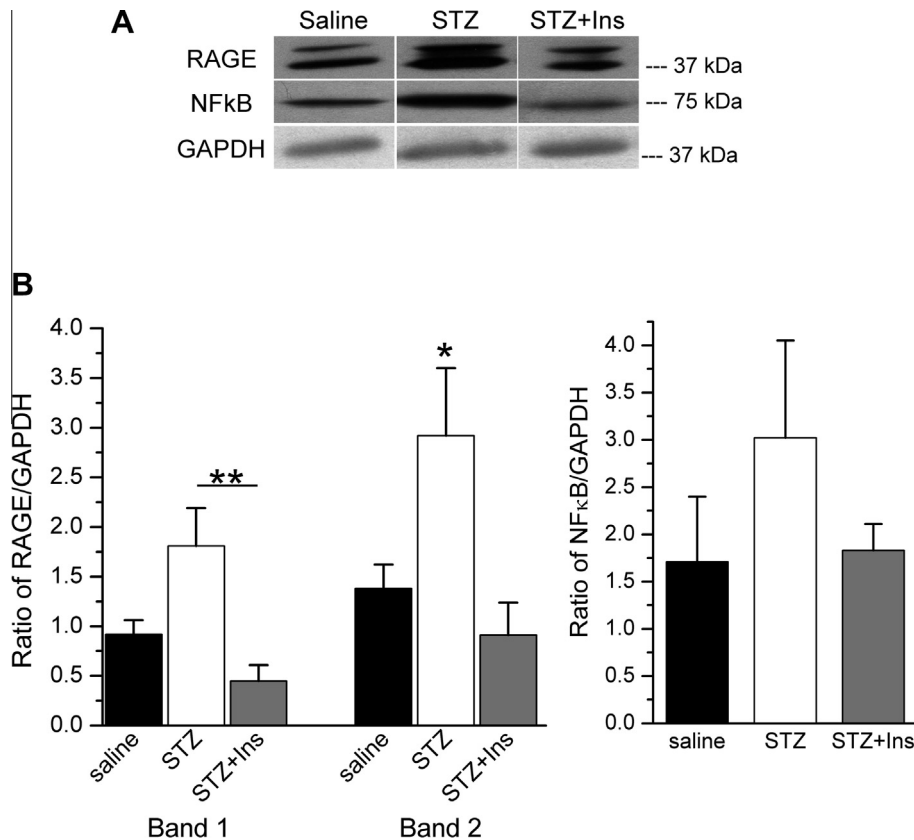 A
Saline STZ STZ+Ins
RAGE --- 37 kDa
NFkB --- 75 kDa
GAPDH --- 37 kDa
B
Ratio of RAGE/GAPDH
4.0
3.5
3.0
2.5
2.0
1.5
1.0
0.5
0.0
**
*
saline STZ STZ+Ins saline STZ STZ+Ins
Band 1 Band 2
Ratio of NFκB/GAPDH
4.0
3.5
3.0
2.5
2.0
1.5
1.0
0.5
0.0
saline STZ STZ+Ins